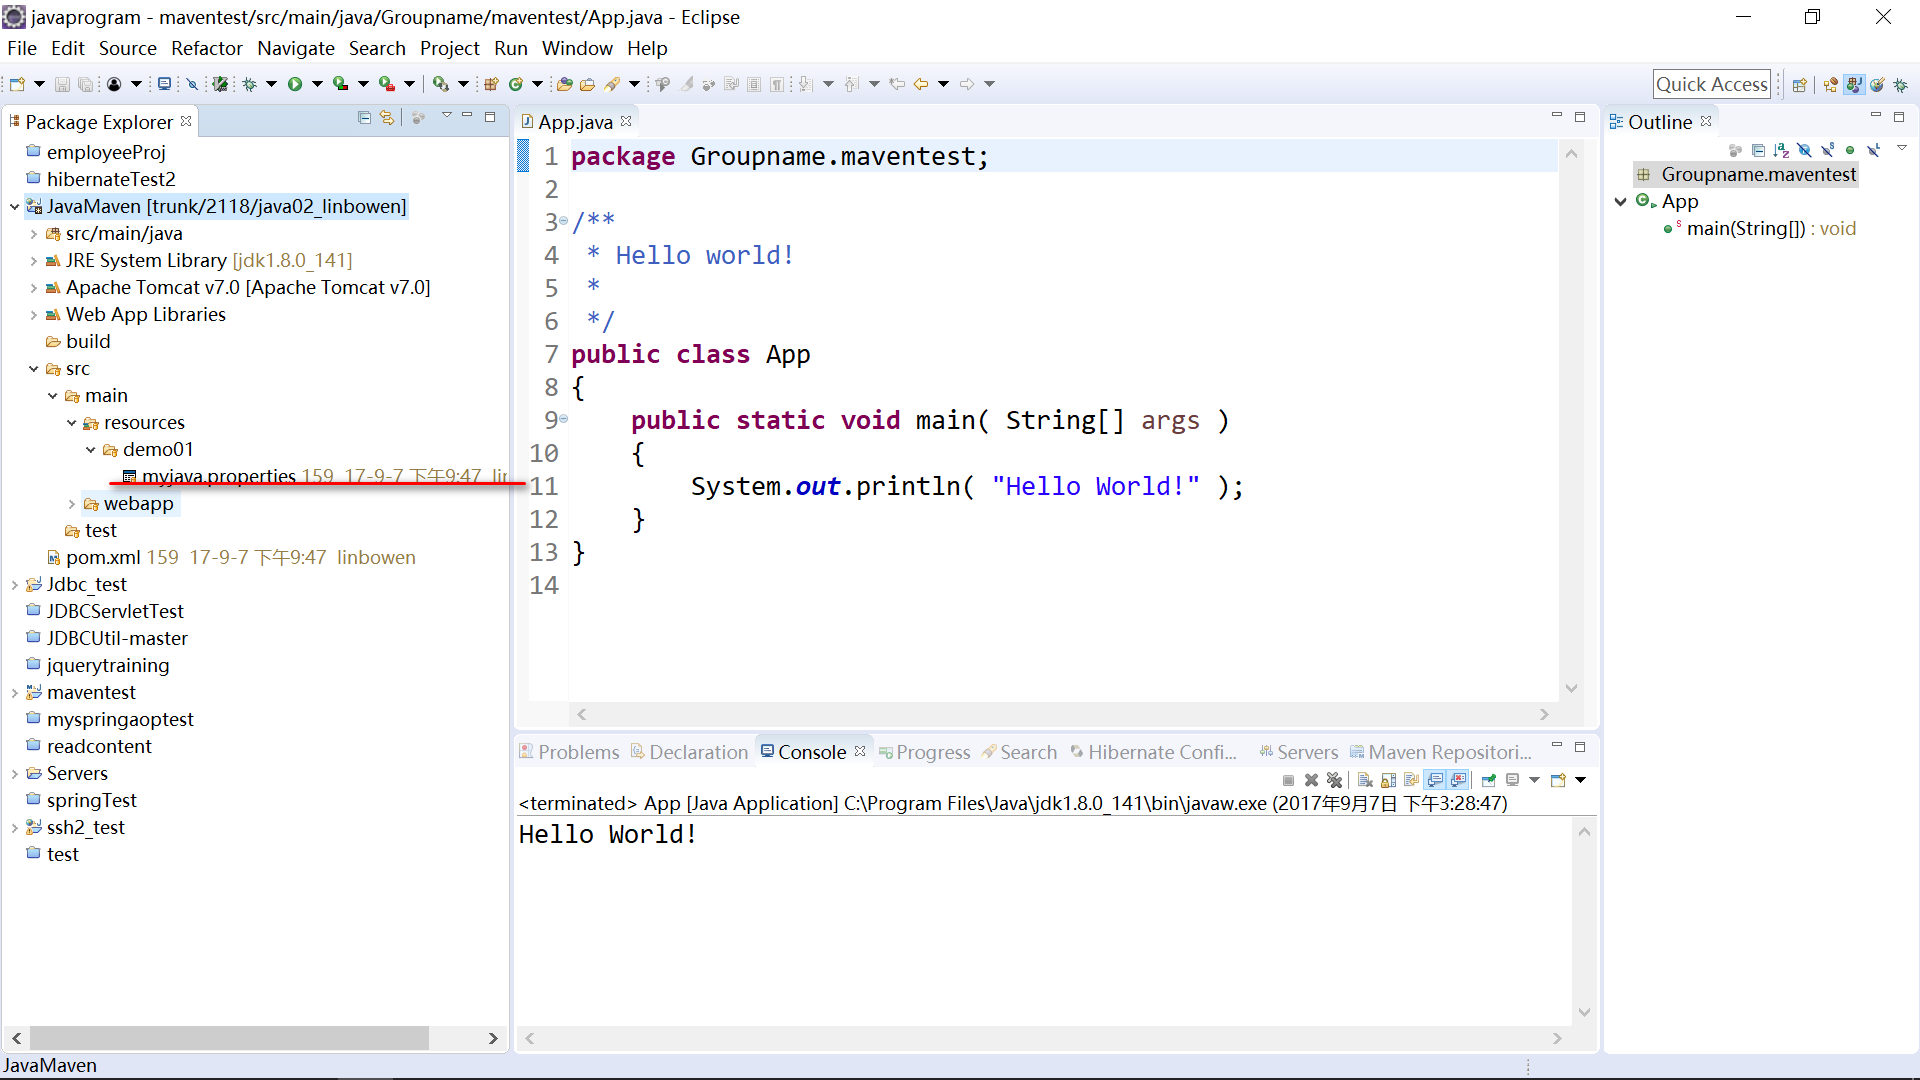 javaprogram - maventest/src/main/java/Groupname/maventest/App.java - Eclipse
File Edit Source Refactor Navigate Search Project Run Window Help
Quick Access
Package Explorer
employeeProj
hibernateTest2
JavaMaven [trunk/2118/java02_linbowen]
src/main/java
JRE System Library [jdk1.8.0_141]
Apache Tomcat v7.0 [Apache Tomcat v7.0]
Web App Libraries
build
src
main
resources
demo01
myjava.properties 159 17-9-7 下午9:47
webapp
test
pom.xml 159 17-9-7 下午9:47 linbowen
Jdbc_test
JDBCServletTest
JDBCUtil-master
jquerytraining
maventest
myspringaoptest
readcontent
Servers
springTest
ssh2_test
test
App.java
1 package Groupname.maventest;
2
3 /**
4 * Hello world!
5 *
6 */
7 public class App
8 {
9 public static void main( String[] args )
10 {
11 System.out.println( "Hello World!" );
12 }
13 }
14
Outline
Groupname.maventest
App
main(String[]) : void
Problems Declaration Console Progress Search Hibernate Confi... Servers Maven Repositori...
<terminated> App [Java Application] C:\Program Files\Java\jdk1.8.0_141\bin\javaw.exe (2017年9月7日 下午3:28:47)
Hello World!
JavaMaven